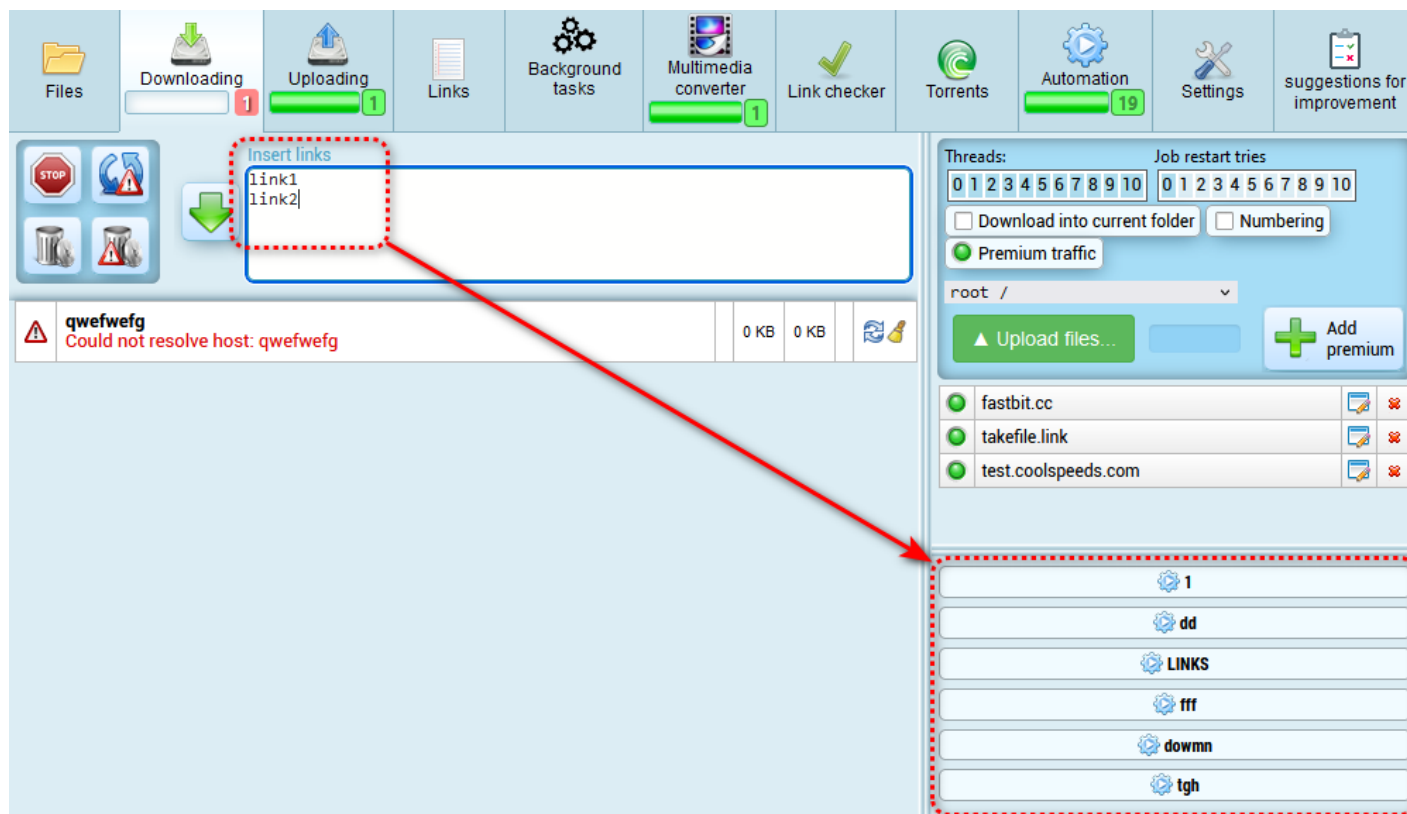 Files
Downloading
1
Uploading
1
Links
Background
tasks
Multimedia
converter
1
Link checker
Torrents
Automation
19
Settings
suggestions for
improvement
STOP
Insert links
link1
link2
Threads:
0 1 2 3 4 5 6 7 8 9 10
Job restart tries
0 1 2 3 4 5 6 7 8 9 10
Download into current folder
Numbering
Premium traffic
root /
▲ Upload files...
Add
premium
qwefwefg
Could not resolve host: qwefwefg
0 KB
0 KB
fastbit.cc
takefile.link
test.coolspeeds.com
1
dd
LINKS
fff
dowmn
tgh